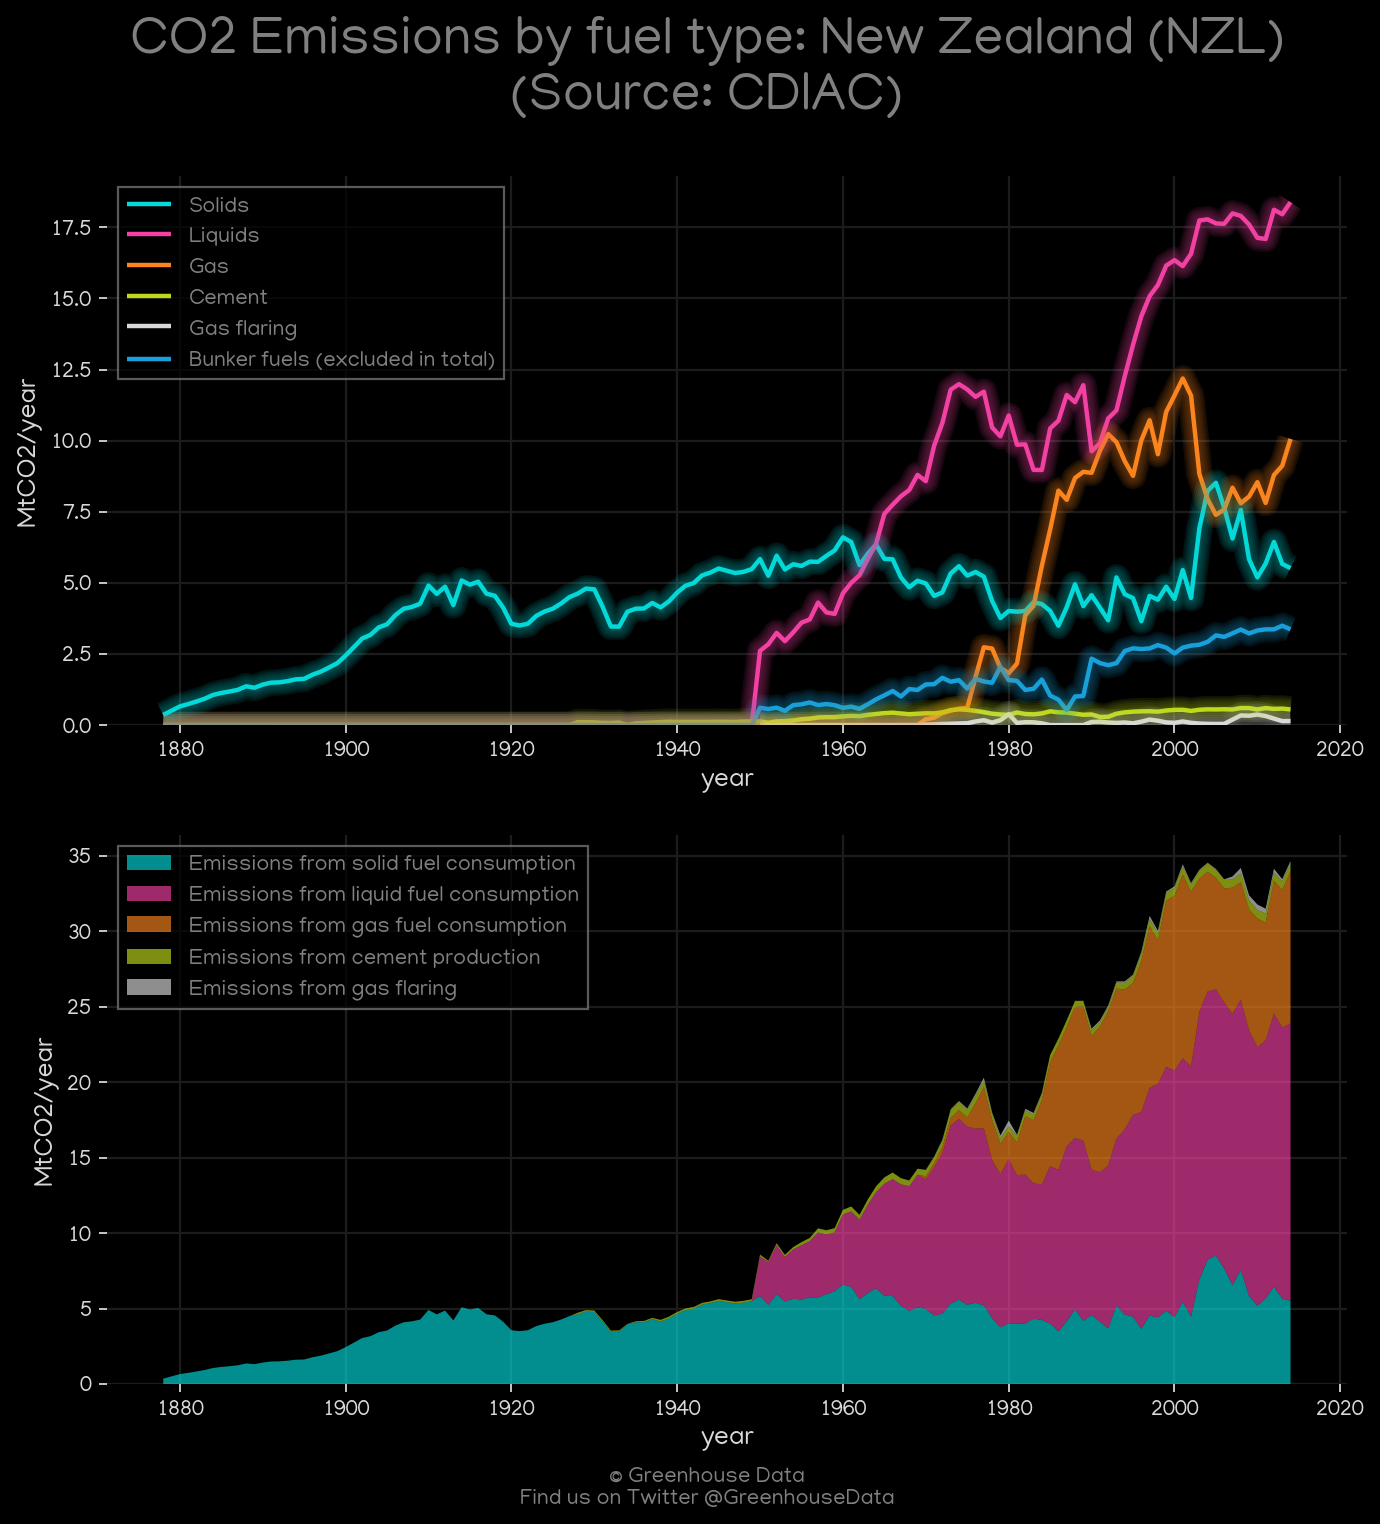 CO2 Emissions by fuel type: New Zealand (NZL)
(Source: CDIAC)
Solids
Liquids
Gas
Cement
Gas flaring
Bunker fuels (excluded in total)
17.5
15.0
12.5
10.0
7.5
5.0
2.5
0.0
MtCO2/year
1880 1900 1920 1940 1960 1980 2000 2020
year
Emissions from solid fuel consumption
Emissions from liquid fuel consumption
Emissions from gas fuel consumption
Emissions from cement production
Emissions from gas flaring
35
30
25
20
15
10
5
0
MtCO2/year
1880 1900 1920 1940 1960 1980 2000 2020
year
© Greenhouse Data
Find us on Twitter @GreenhouseData